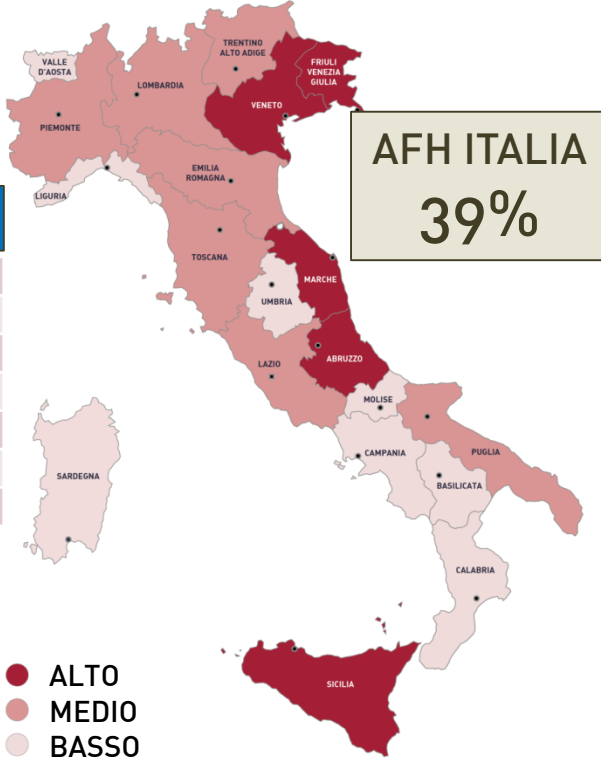 TRENTINO
ALTO ADIGE
FRIULI
VENEZIA
GIULIA
VALLE
D'AOSTA
LOMBARDIA
VENETO
PIEMONTE
AFH ITALIA
39%
EMILIA
ROMAGNA
LIGURIA
TOSCANA
MARCHE
UMBRIA
ABRUZZO
LAZIO
MOLISE
CAMPANIA
PUGLIA
BASILICATA
SARDEGNA
CALABRIA
SICILIA
ALTO
MEDIO
BASSO